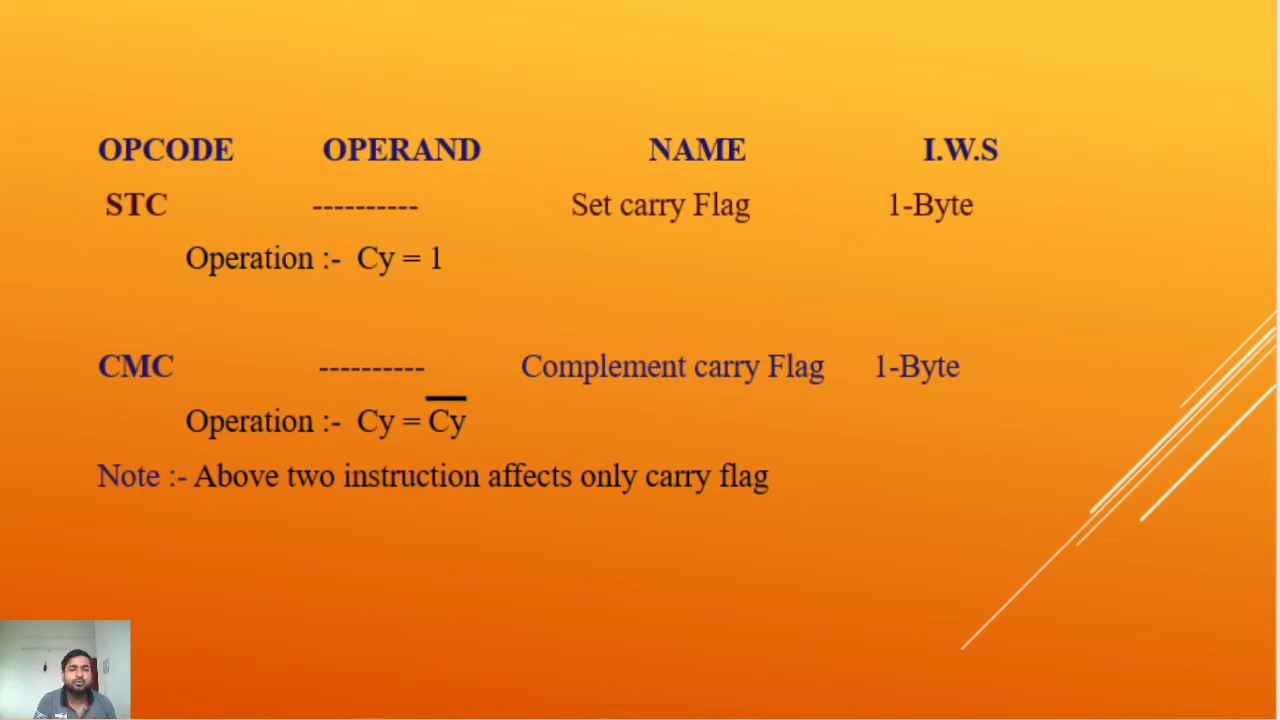 OPCODE OPERAND NAME I.W.S
STC ---------- Set carry Flag 1-Byte
Operation :- Cy = 1
CMC ---------- Complement carry Flag 1-Byte
Operation :- Cy = C̅y̅
Note :- Above two instruction affects only carry flag